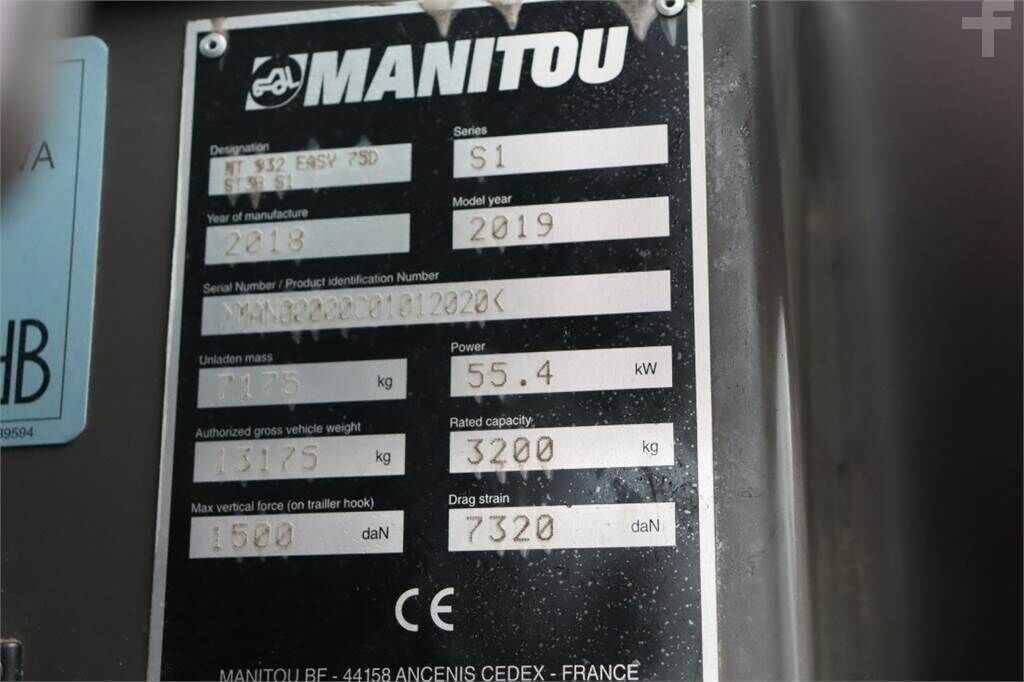 MANITOU
Designation
MT 932 EASY 75D
ST3B S1
Series
S1
Year of manufacture
2018
Model year
2019
Serial Number / Product identification Number
*MAN02020C01012020<
Unladen mass
7175 kg
Power
55.4 kW
Authorized gross vehicle weight
13175 kg
Rated capacity
3200 kg
Max vertical force (on trailler hook)
1500 daN
Drag strain
7320 daN
CE
MANITOU BF - 44158 ANCENIS CEDEX - FRANCE
f